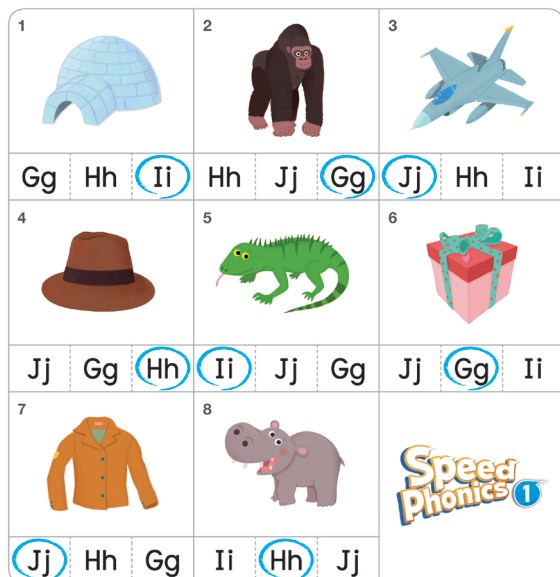 1 2 3
Gg Hh Ii Hh Jj Gg Jj Hh Ii
4 5 6
Jj Gg Hh Ii Jj Gg Jj Gg Ii
7 8
Speed
Phonics 1
Jj Hh Gg Ii Hh Jj